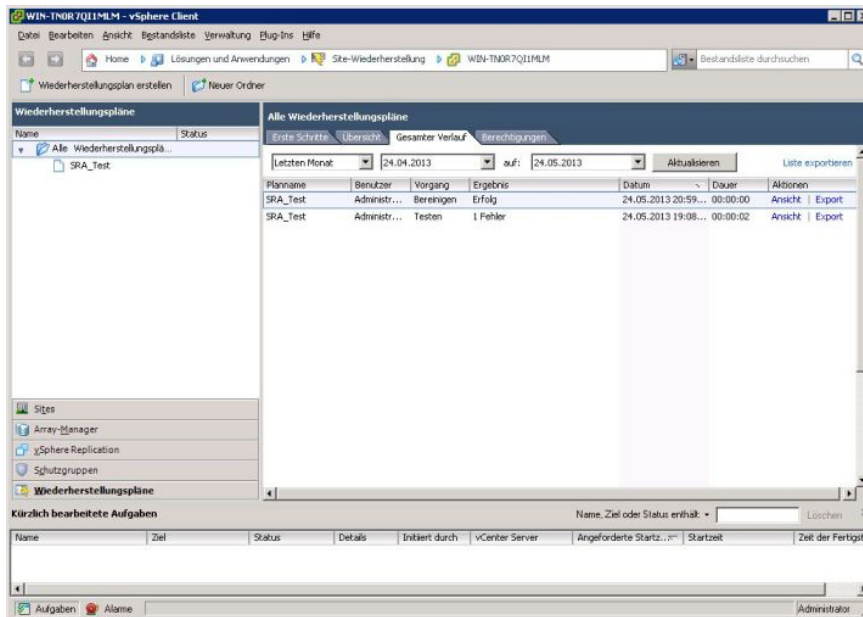 WIN-TN0R7QI1MLM - vSphere Client
Datei Bearbeiten Ansicht Bestandsliste Verwaltung Plug-Ins Hilfe
Home Lösungen und Anwendungen Site-Wiederherstellung WIN-TN0R7QI1MLM Bestandsliste durchsuchen
Wiederherstellungsplan erstellen Neuer Ordner
Wiederherstellungspläne
Name Status
Alle Wiederherstellungsplä...
SRA_Test
Alle Wiederherstellungspläne
Erste Schritte Übersicht Gesamter Verlauf Berechtigungen
Letzten Monat 24.04.2013 auf: 24.05.2013 Aktualisieren Liste exportieren
Planname Benutzer Vorgang Ergebnis Datum Dauer Aktionen
SRA_Test Administr... Bereinigen Erfolg 24.05.2013 20:59... 00:00:00 Ansicht | Export
SRA_Test Administr... Testen 1 Fehler 24.05.2013 19:08... 00:00:02 Ansicht | Export
Sites
Array-Manager
vSphere Replication
Schutzgruppen
Wiederherstellungspläne
Kürzlich bearbeitete Aufgaben Name, Ziel oder Status enthält: Löschen
Name Ziel Status Details Initiiert durch vCenter Server Angeforderte Startz... Startzeit Zeit der Fertigst
Aufgaben Alarme Administrator